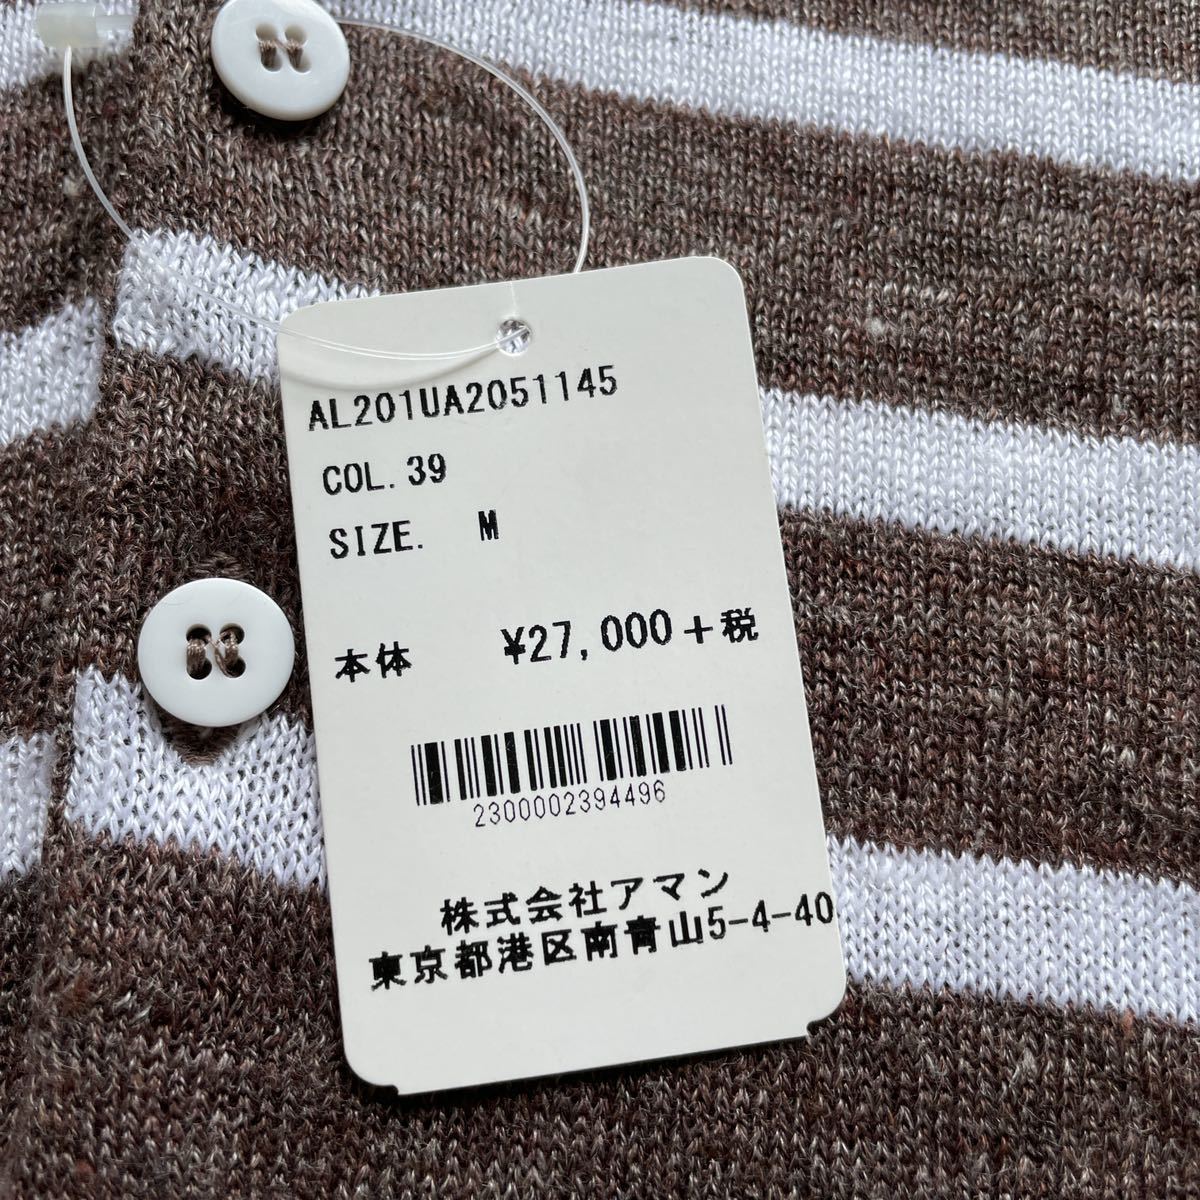 AL201UA2051145
COL. 39
SIZE. M
本体 ¥27,000+税
2300002394496
株式会社アマン
東京都港区南青山5-4-40